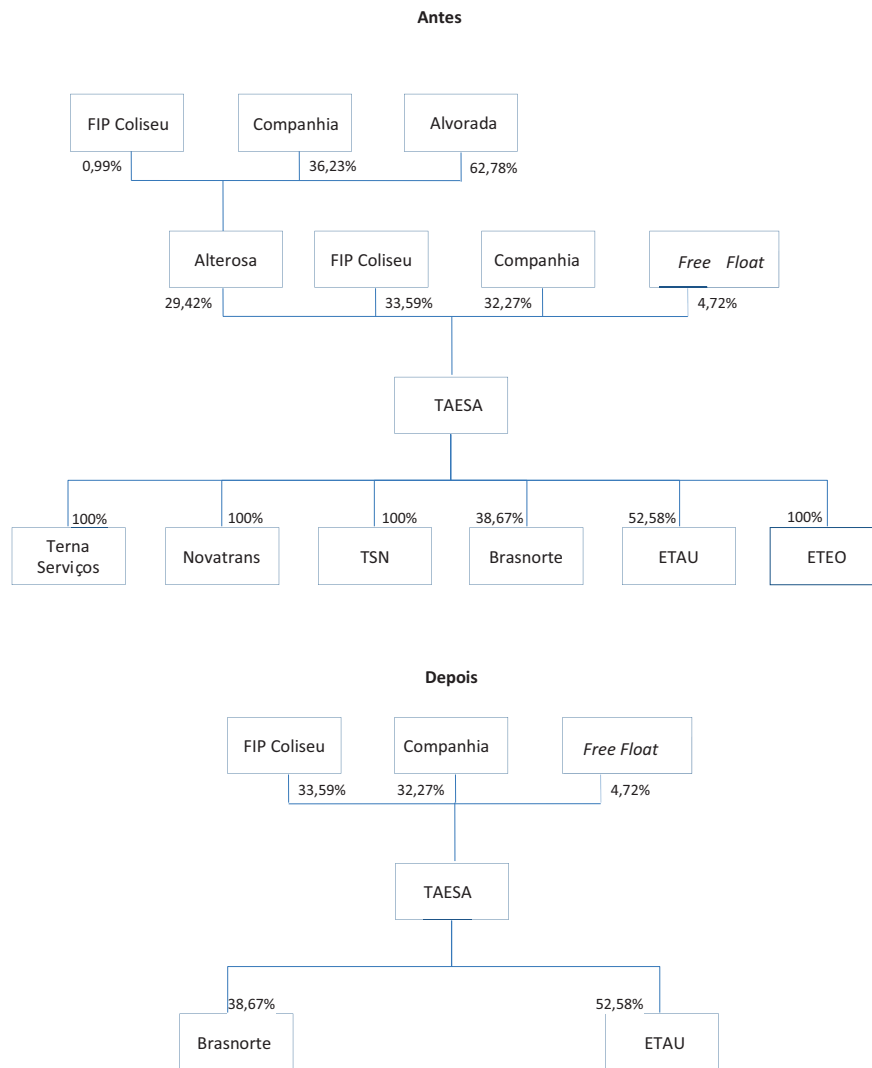 Antes
FIP Coliseu
Companhia
Alvorada
0,99%
36,23%
62,78%
Alterosa
FIP Coliseu
Companhia
Free Float
29,42%
33,59%
32,27%
4,72%
TAESA
100%
100%
100%
38,67%
52,58%
100%
Terna
Serviços
Novatrans
TSN
Brasnorte
ETAU
ETEO
Depois
FIP Coliseu
Companhia
Free Float
33,59%
32,27%
4,72%
TAESA
38,67%
52,58%
Brasnorte
ETAU